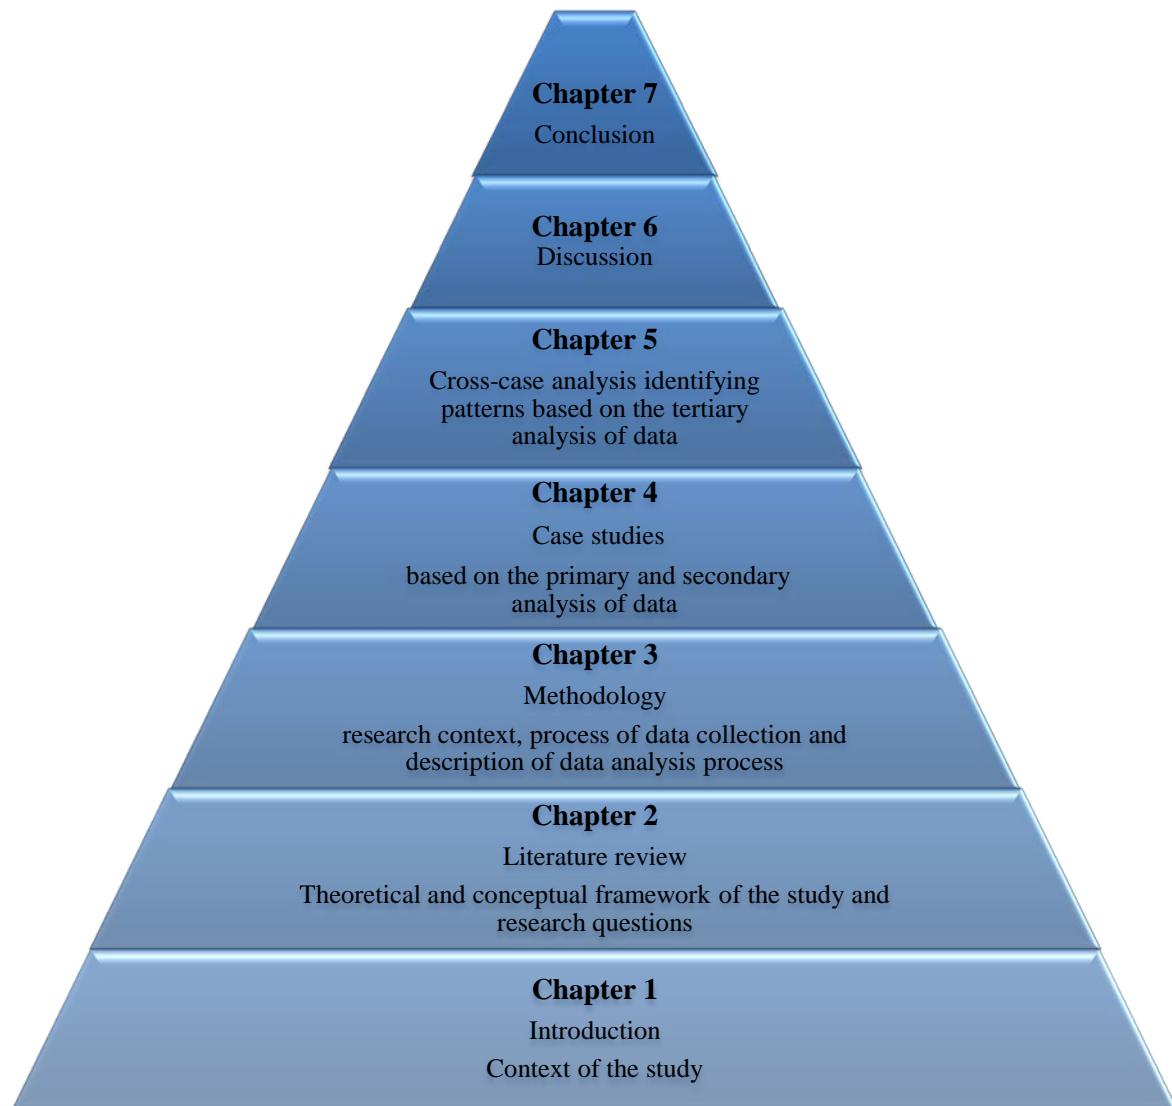 Chapter 7
Conclusion
Chapter 6
Discussion
Chapter 5
Cross-case analysis identifying
patterns based on the tertiary
analysis of data
Chapter 4
Case studies
based on the primary and secondary
analysis of data
Chapter 3
Methodology
research context, process of data collection and
description of data analysis process
Chapter 2
Literature review
Theoretical and conceptual framework of the study and
research questions
Chapter 1
Introduction
Context of the study